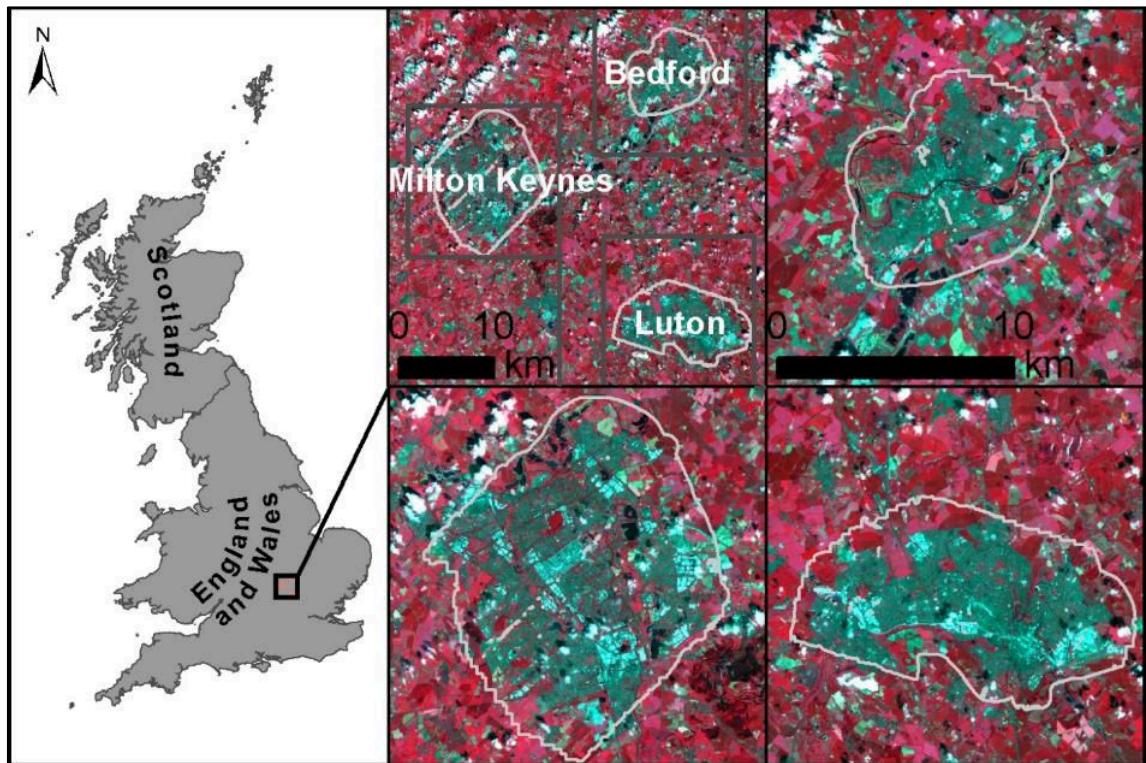 N
Scotland
England
and Wales
Bedford
Milton Keynes
Luton
0 10
km
0 10
km